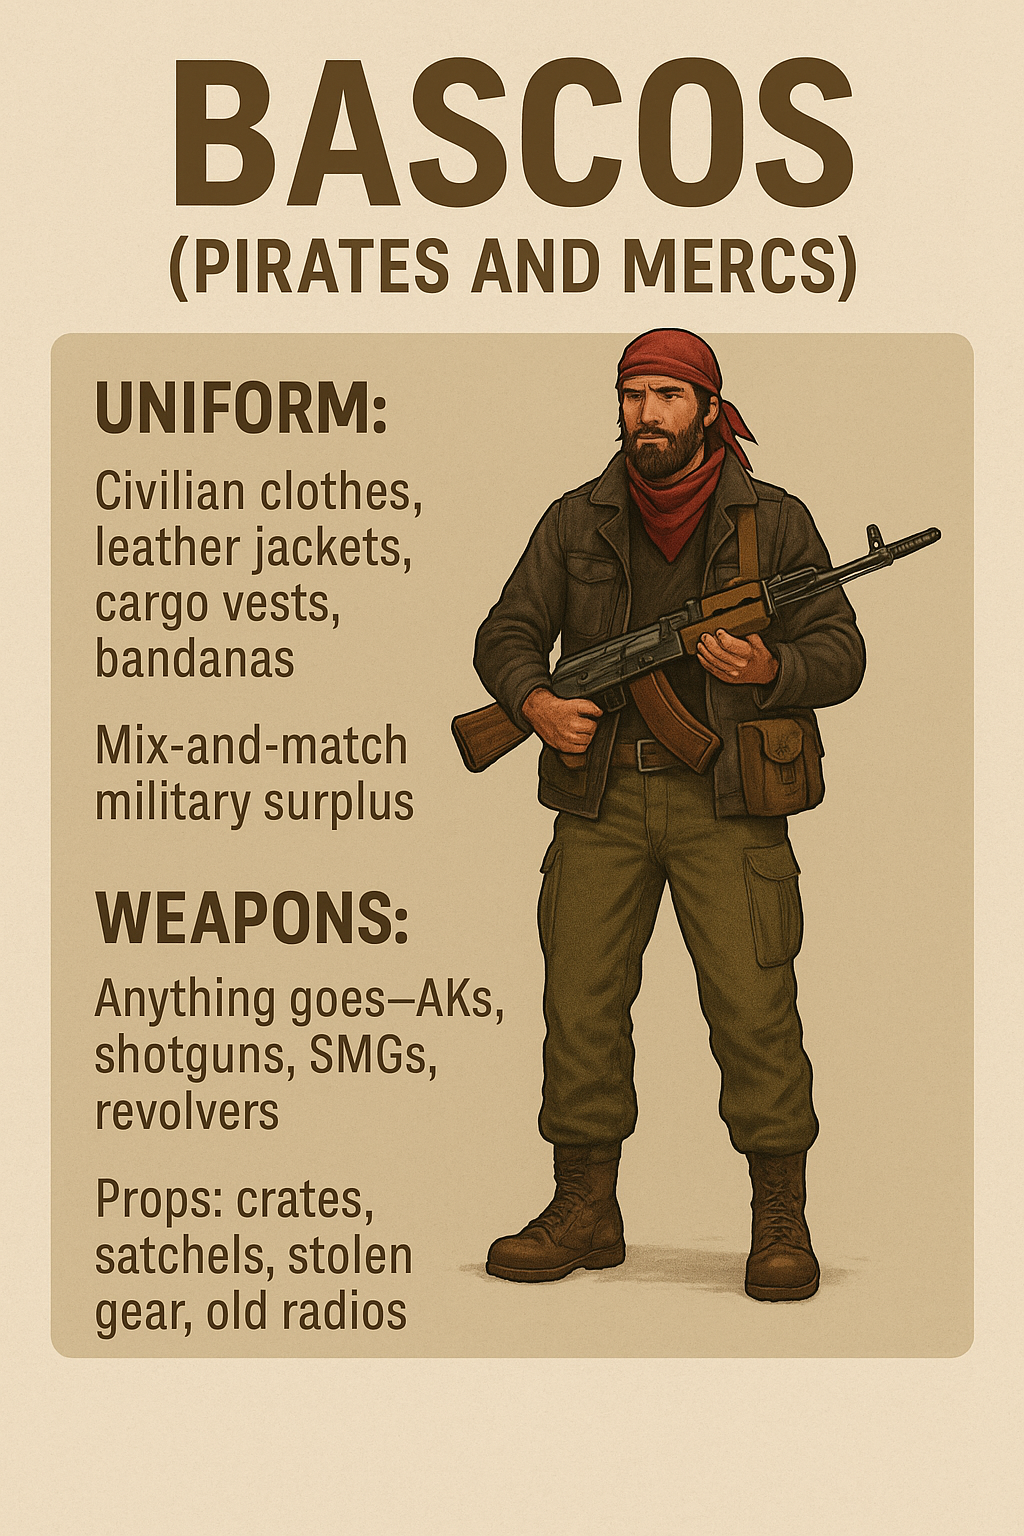 BASCOS
(PIRATES AND MERCS)
UNIFORM:
Civilian clothes,
leather jackets,
cargo vests,
bandanas
Mix-and-match
military surplus
WEAPONS:
Anything goes—AKs,
shotguns, SMGs,
revolvers
Props: crates,
satchels, stolen
gear, old radios